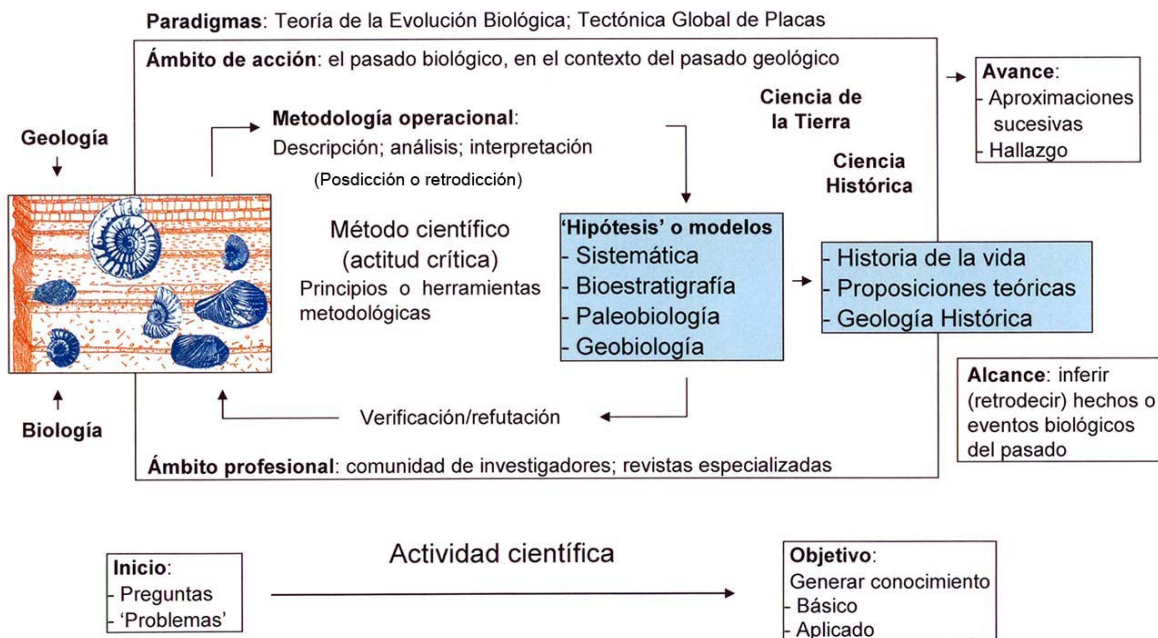 Paradigmas: Teoría de la Evolución Biológica; Tectónica Global de Placas
Ámbito de acción: el pasado biológico, en el contexto del pasado geológico
Geología
Biología
Metodología operacional:
Descripción; análisis; interpretación
(Posdicción o retrodicción)
Método científico
(actitud crítica)
Principios o herramientas
metodológicas
Verificación/refutación
Ciencia de
la Tierra
Ciencia
Histórica
'Hipótesis' o modelos
- Sistemática
- Bioestratigrafía
- Paleobiología
- Geobiología
- Historia de la vida
- Proposiciones teóricas
- Geología Histórica
Avance:
- Aproximaciones
sucesivas
- Hallazgo
Alcance: inferir
(retrodecir) hechos o
eventos biológicos
del pasado
Ámbito profesional: comunidad de investigadores; revistas especializadas
Inicio:
- Preguntas
- 'Problemas'
Actividad científica
Objetivo:
Generar conocimiento
- Básico
- Aplicado